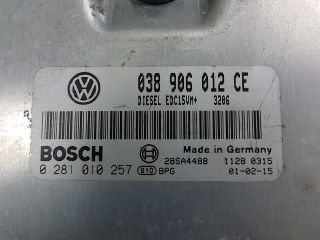 038 906 012 CE
DIESEL EDC15VM+ 3206
BOSCH
Made in Germany
28SA4488 1128 0315
0 281 010 257 810 BPG 01-02-15